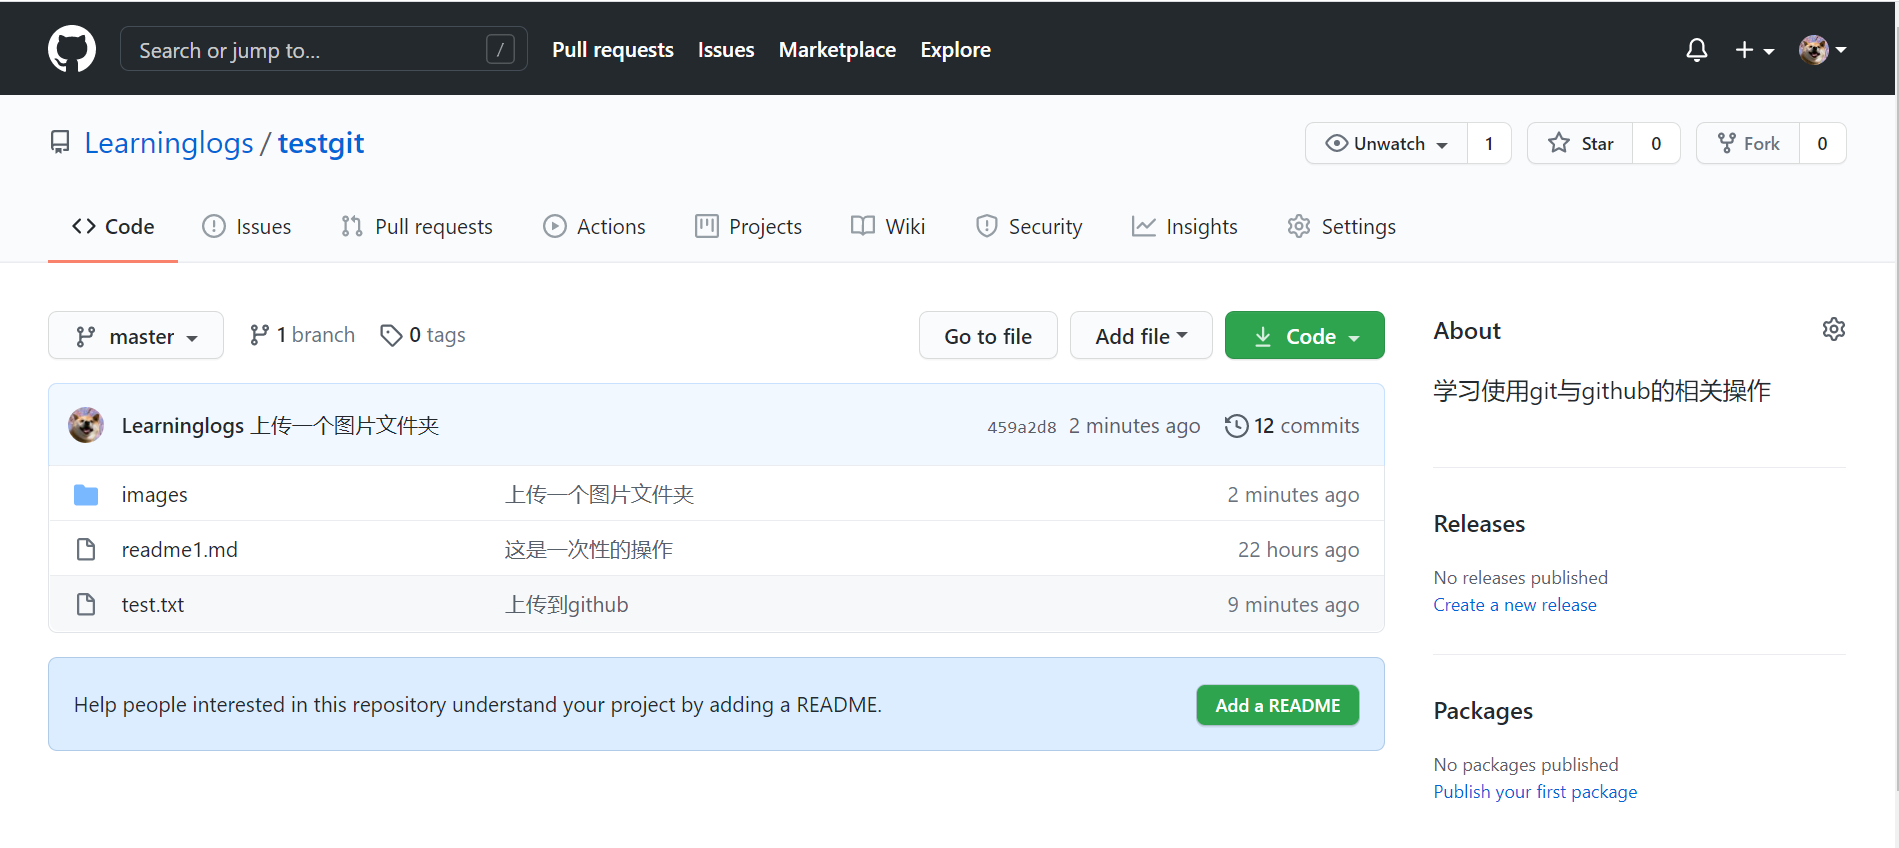 Search or jump to... / Pull requests Issues Marketplace Explore
Learninglogs / testgit Unwatch 1 Star 0 Fork 0
Code Issues Pull requests Actions Projects Wiki Security Insights Settings
master 1 branch 0 tags Go to file Add file Code
Learninglogs 上传一个图片文件夹 459a2d8 2 minutes ago 12 commits
images 上传一个图片文件夹 2 minutes ago
readme1.md 这是一次性的操作 22 hours ago
test.txt 上传到github 9 minutes ago
Help people interested in this repository understand your project by adding a README. Add a README
About
学习使用git与github的相关操作
Releases
No releases published
Create a new release
Packages
No packages published
Publish your first package